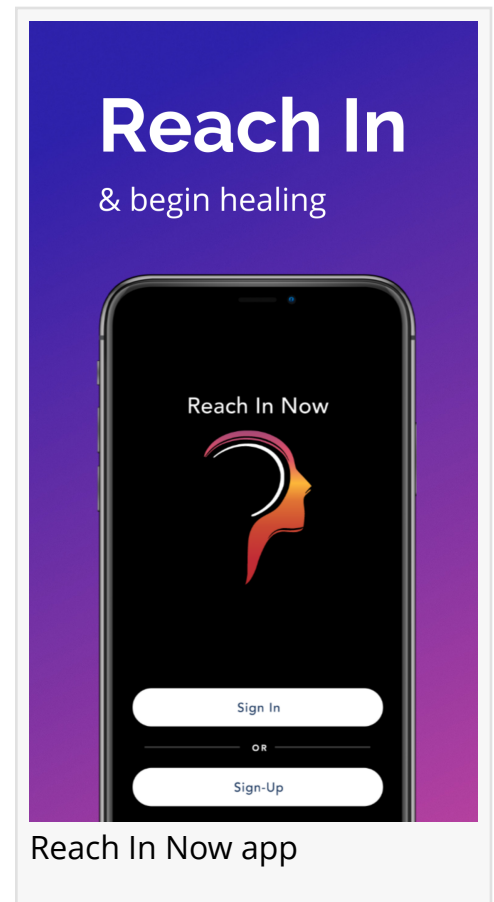 Reach In
& begin healing
Reach In Now
Sign In
OR
Sign-Up
Reach In Now app